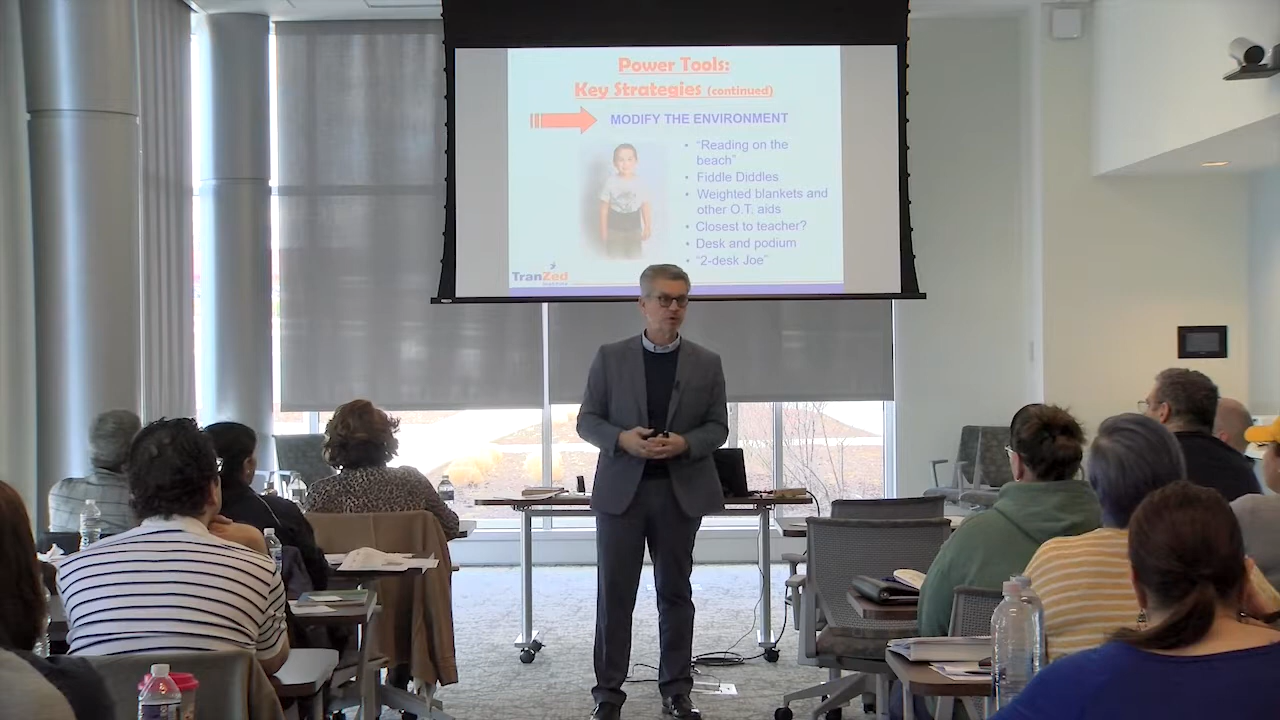 Power Tools:
Key Strategies (continued)
MODIFY THE ENVIRONMENT
• "Reading on the
beach"
• Fiddle Diddles
• Weighted blankets and
other O.T. aids
• Closest to teacher?
• Desk and podium
• "2-desk Joe"
TranZed